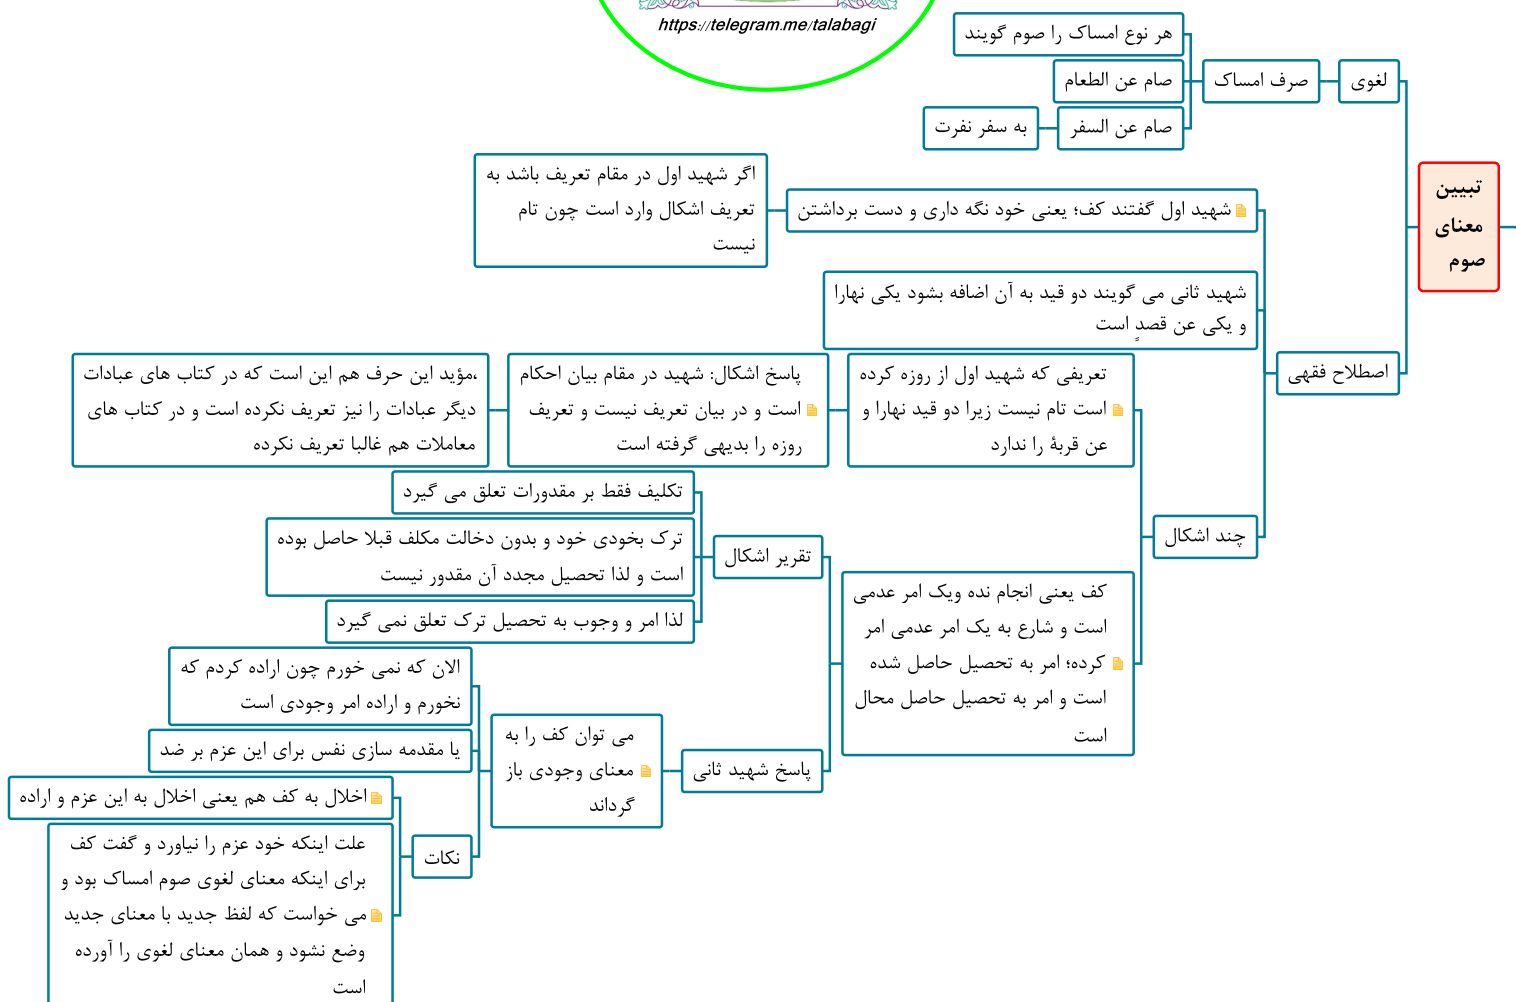 https://telegram.me/talabagi
تبیین
معنای
صوم
لغوی
صرف امساک
هر نوع امساک را صوم گویند
صام عن الطعام
صام عن السفر
به سفر نفرت
اصطلاح فقهی
شهید اول گفتند کف؛ یعنی خود نگه داری و دست برداشتن
اگر شهید اول در مقام تعریف باشد به
تعریف اشکال وارد است چون تام
نیست
شهید ثانی می گویند دو قید به آن اضافه بشود یکی نهارا
و یکی عن قصدٍ است
چند اشکال
تعریفی که شهید اول از روزه کرده
است تام نیست زیرا دو قید نهارا و
عن قربة را ندارد
پاسخ اشکال: شهید در مقام بیان احکام
است و در بیان تعریف نیست و تعریف
روزه را بدیهی گرفته است
،مؤید این حرف هم این است که در کتاب های عبادات
دیگر عبادات را نیز تعریف نکرده است و در کتاب های
معاملات هم غالبا تعریف نکرده
کف یعنی انجام نده ویک امر عدمی
است و شارع به یک امر عدمی امر
کرده؛ امر به تحصیل حاصل شده
است و امر به تحصیل حاصل محال
است
تقریر اشکال
تکلیف فقط بر مقدورات تعلق می گیرد
ترک بخودی خود و بدون دخالت مکلف قبلا حاصل بوده
است و لذا تحصیل مجدد آن مقدور نیست
لذا امر و وجوب به تحصیل ترک تعلق نمی گیرد
پاسخ شهید ثانی
می توان کف را به
معنای وجودی باز
گرداند
الان که نمی خورم چون اراده کردم که
نخورم و اراده امر وجودی است
یا مقدمه سازی نفس برای این عزم بر ضد
نکات
اخلال به کف هم یعنی اخلال به این عزم و اراده
علت اینکه خود عزم را نیاورد و گفت کف
برای اینکه معنای لغوی صوم امساک بود و
می خواست که لفظ جدید با معنای جدید
وضع نشود و همان معنای لغوی را آورده
است